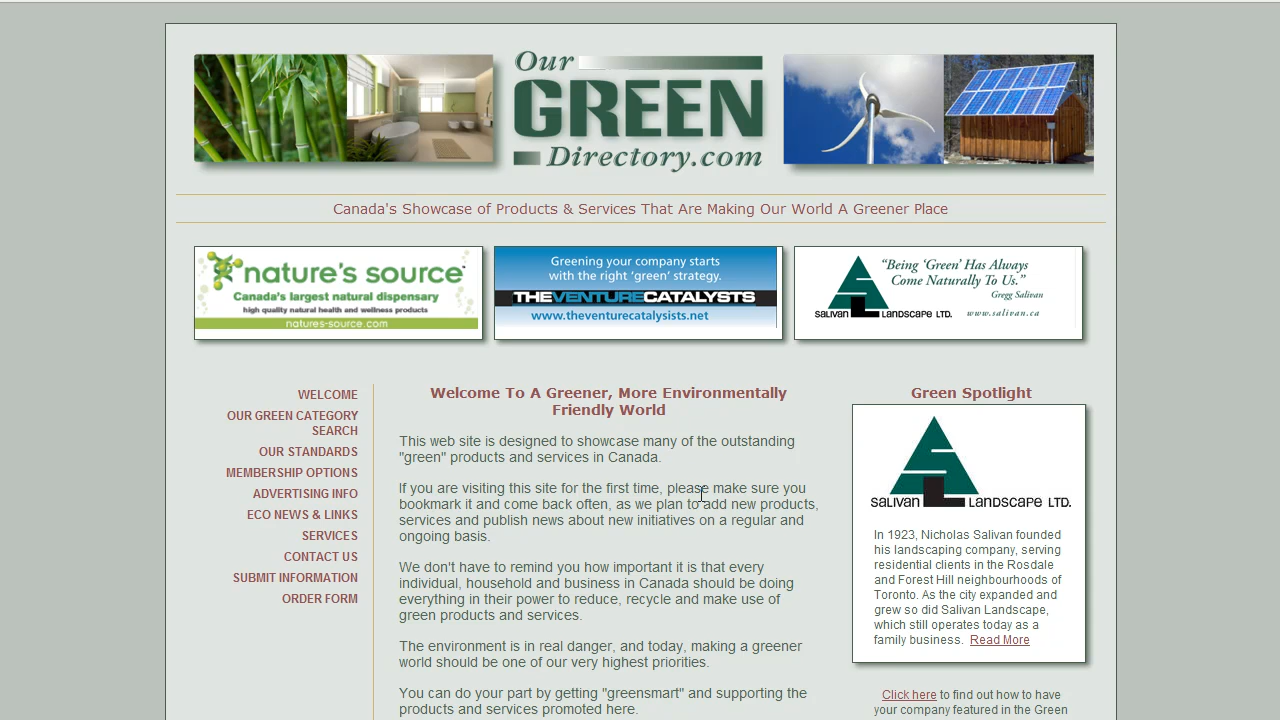 Our
GREEN
Directory.com
Canada's Showcase of Products & Services That Are Making Our World A Greener Place
nature's source™
Canada's largest natural dispensary
high quality natural health and wellness products
natures-source.com
Greening your company starts
with the right 'green' strategy.
THEVENTURECATALYSTS
www.theventurecatalysists.net
"Being 'Green' Has Always
Come Naturally To Us."
Gregg Salivan
SALIVAN LANDSCAPE LTD.
www.salivan.ca
WELCOME
OUR GREEN CATEGORY
SEARCH
OUR STANDARDS
MEMBERSHIP OPTIONS
ADVERTISING INFO
ECO NEWS & LINKS
SERVICES
CONTACT US
SUBMIT INFORMATION
ORDER FORM
Welcome To A Greener, More Environmentally
Friendly World
This web site is designed to showcase many of the outstanding
"green" products and services in Canada.
If you are visiting this site for the first time, please make sure you
bookmark it and come back often, as we plan to add new products,
services and publish news about new initiatives on a regular and
ongoing basis.
We don't have to remind you how important it is that every
individual, household and business in Canada should be doing
everything in their power to reduce, recycle and make use of
green products and services.
The environment is in real danger, and today, making a greener
world should be one of our very highest priorities.
You can do your part by getting "greensmart" and supporting the
products and services promoted here.
Green Spotlight
SALIVAN LANDSCAPE LTD.
In 1923, Nicholas Salivan founded
his landscaping company, serving
residential clients in the Rosdale
and Forest Hill neighbourhoods of
Toronto. As the city expanded and
grew so did Salivan Landscape,
which still operates today as a
family business. Read More
Click here to find out how to have
your company featured in the Green